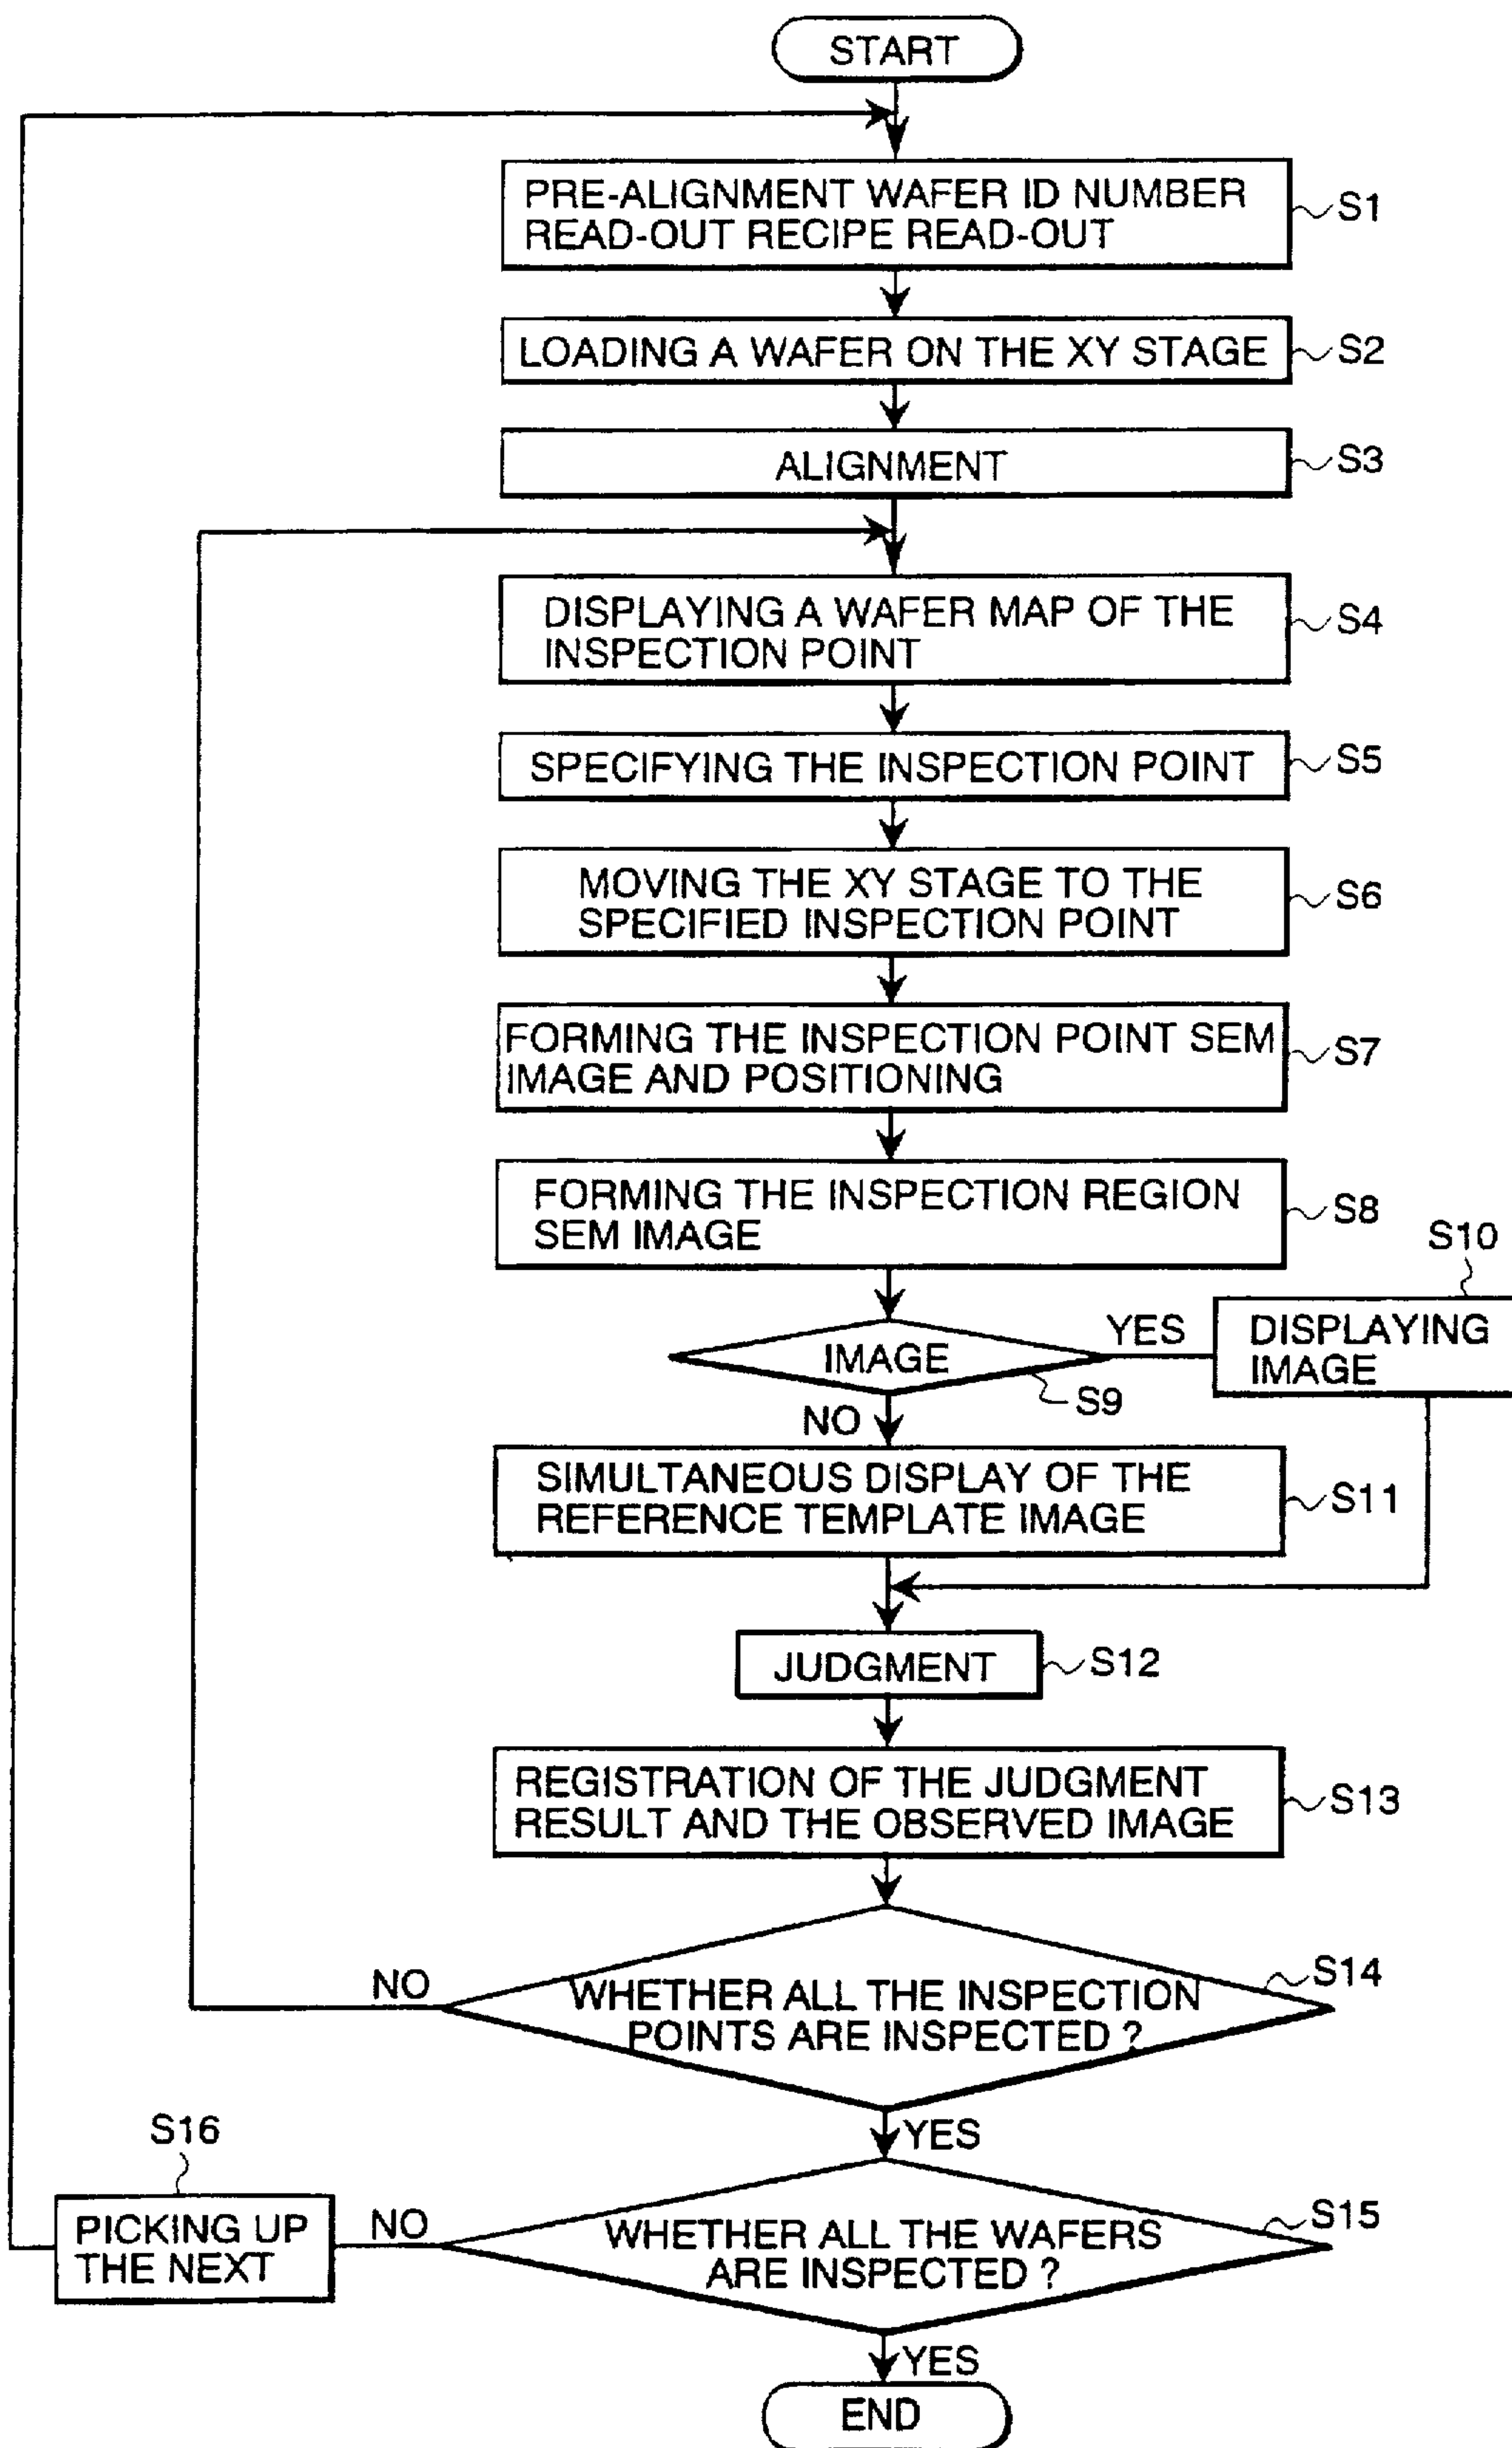 START
PRE-ALIGNMENT WAFER ID NUMBER
READ-OUT RECIPE READ-OUT
S1
LOADING A WAFER ON THE XY STAGE
S2
ALIGNMENT
S3
DISPLAYING A WAFER MAP OF THE
INSPECTION POINT
S4
SPECIFYING THE INSPECTION POINT
S5
MOVING THE XY STAGE TO THE
SPECIFIED INSPECTION POINT
S6
FORMING THE INSPECTION POINT SEM
IMAGE AND POSITIONING
S7
FORMING THE INSPECTION REGION
SEM IMAGE
S8
IMAGE
S9
YES
S10
DISPLAYING
IMAGE
NO
SIMULTANEOUS DISPLAY OF THE
REFERENCE TEMPLATE IMAGE
S11
JUDGMENT
S12
REGISTRATION OF THE JUDGMENT
RESULT AND THE OBSERVED IMAGE
S13
NO
WHETHER ALL THE INSPECTION
POINTS ARE INSPECTED ?
S14
YES
S16
PICKING UP
THE NEXT
NO
WHETHER ALL THE WAFERS
ARE INSPECTED ?
S15
YES
END